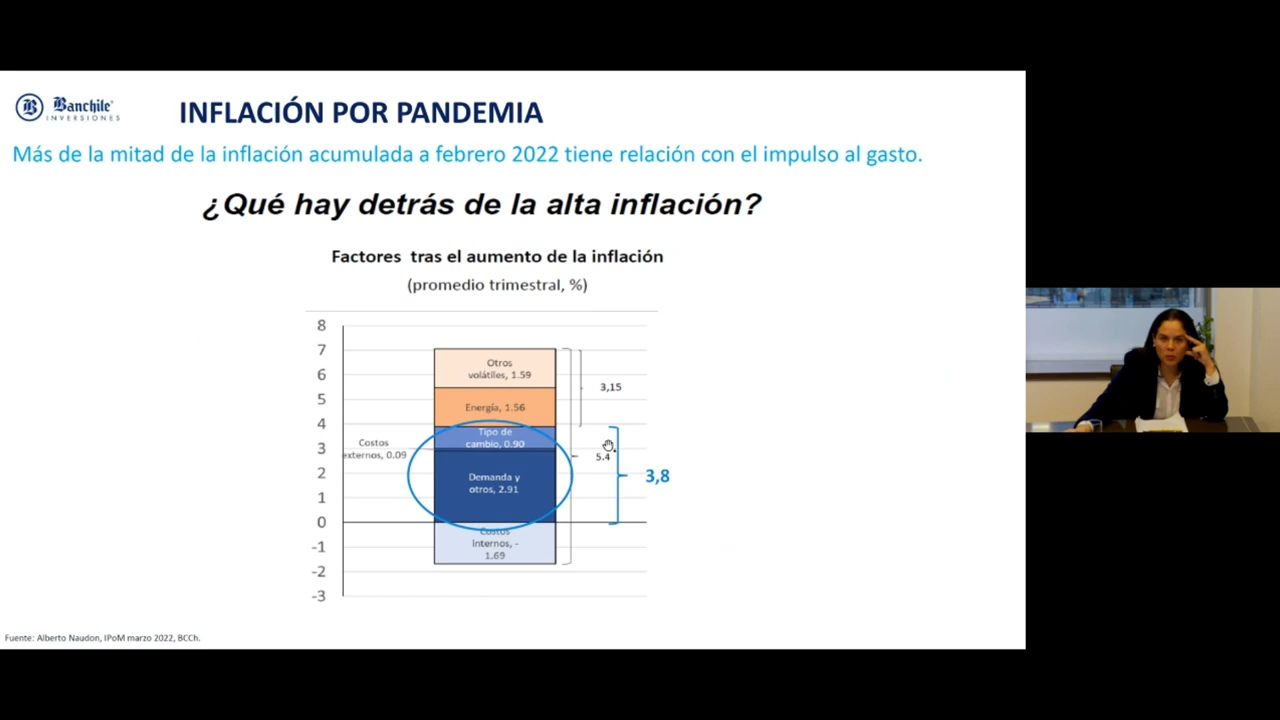 Banchile
INVERSIONES
INFLACIÓN POR PANDEMIA
Más de la mitad de la inflación acumulada a febrero 2022 tiene relación con el impulso al gasto.
¿Qué hay detrás de la alta inflación?
Factores tras el aumento de la inflación
(promedio trimestral, %)
8
7
6
5
4
3
2
1
0
-1
-2
-3
Otros
volátiles, 1.59
Energía, 1.56
Tipo de
cambio, 0.90
Costos
externos, 0.09
Demanda y
otros, 2.91
Costos
internos, -
1.69
3,15
5.4
3,8
Fuente: Alberto Naudon, IPoM marzo 2022, BCCh.